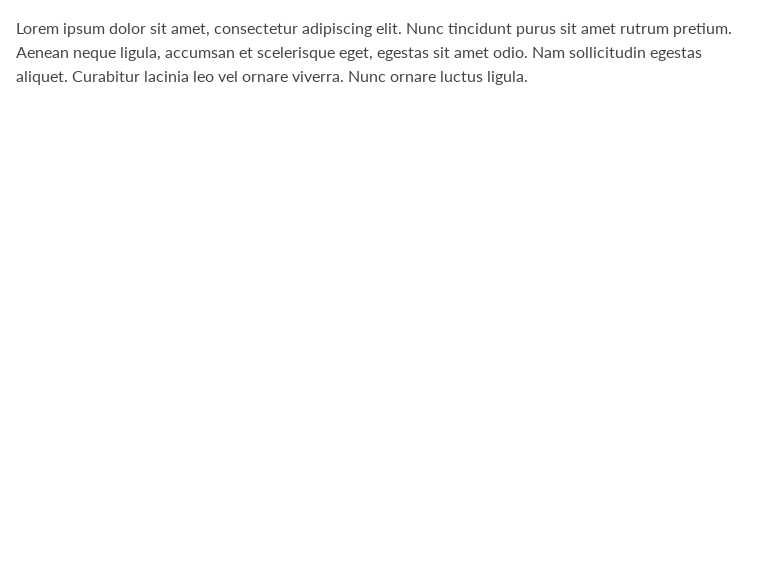 Lorem ipsum dolor sit amet, consectetur adipiscing elit. Nunc tincidunt purus sit amet rutrum pretium.
Aenean neque ligula, accumsan et scelerisque eget, egestas sit amet odio. Nam sollicitudin egestas
aliquet. Curabitur lacinia leo vel ornare viverra. Nunc ornare luctus ligula.